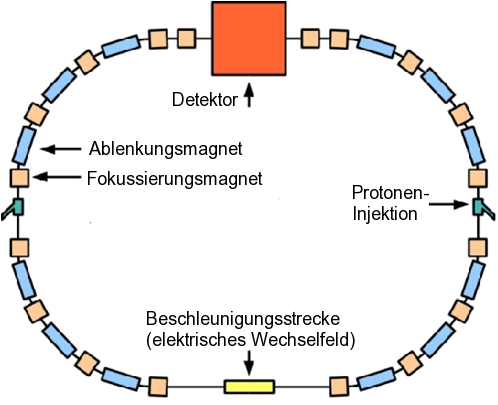 Detektor
Ablenkungsmagnet
Fokussierungsmagnet
Protonen-
Injektion
Beschleunigungsstrecke
(elektrisches Wechselfeld)